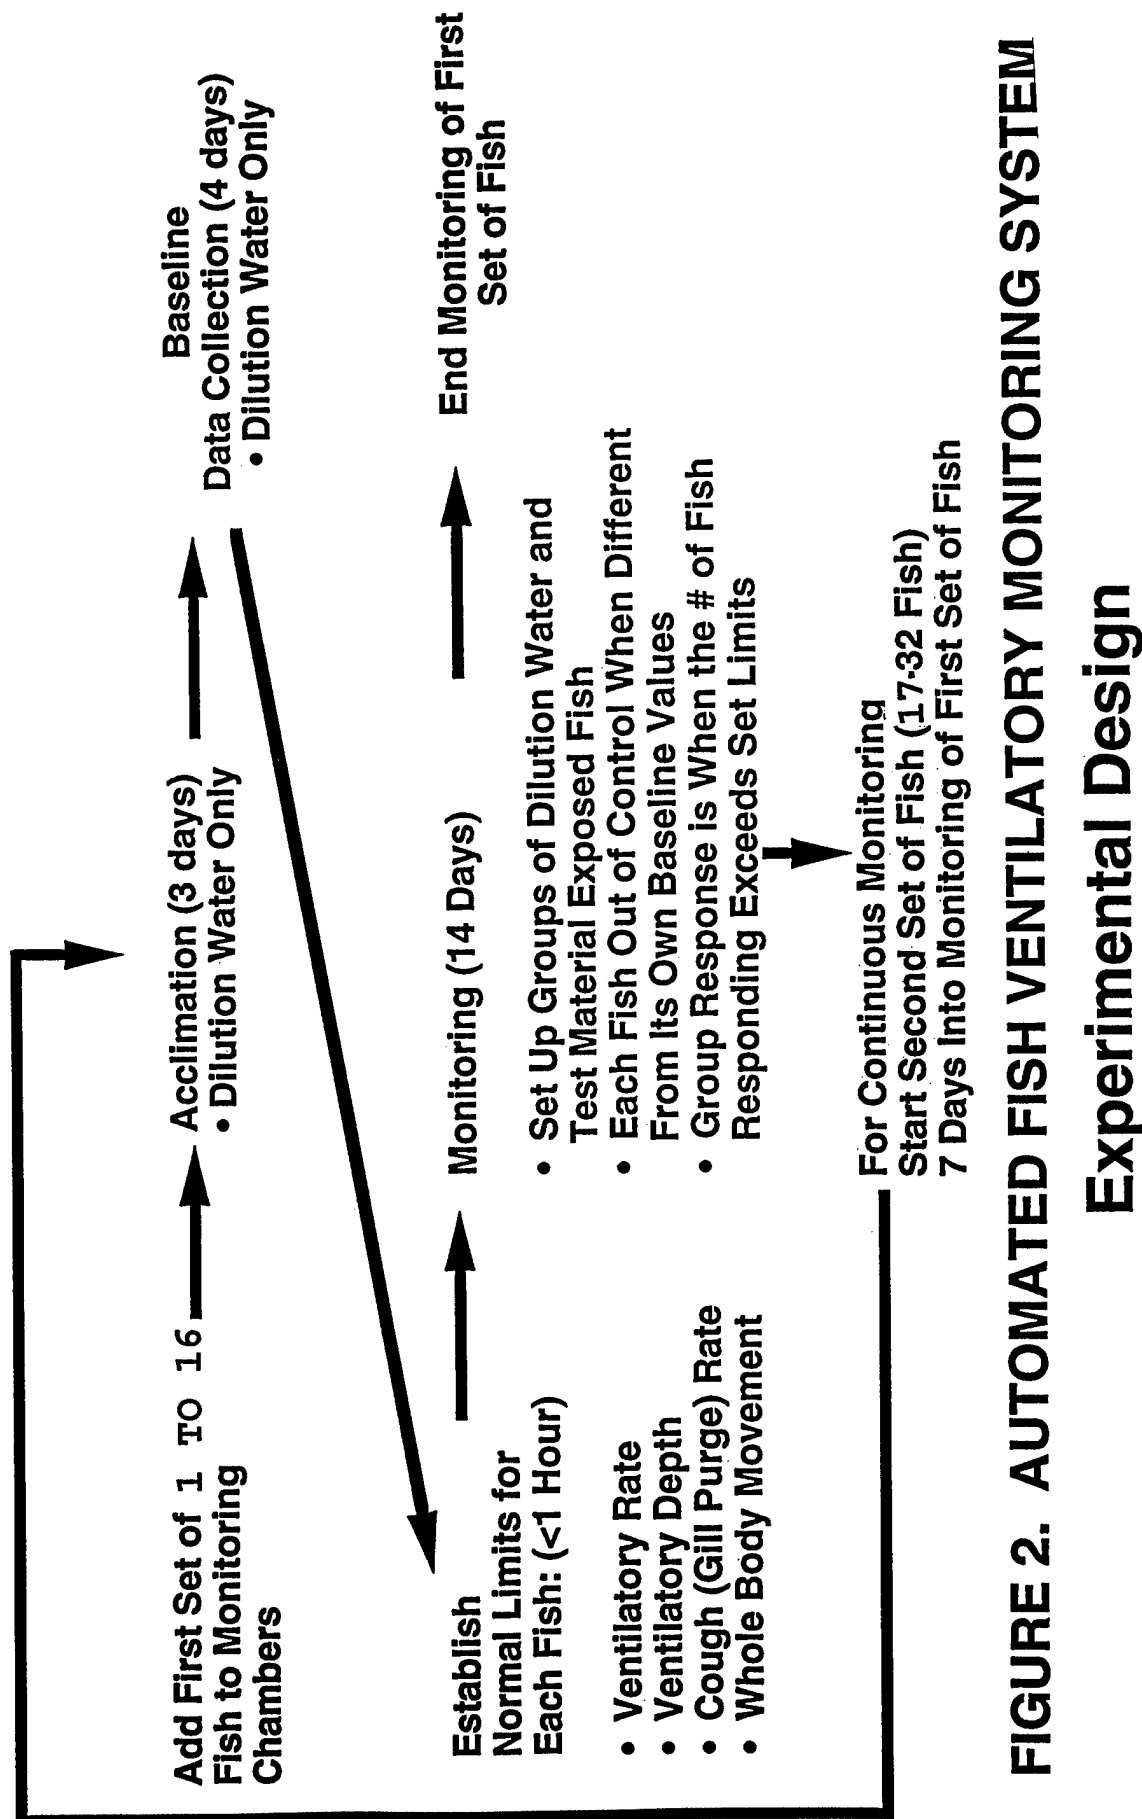 Add First Set of 1 TO 16
Fish to Monitoring
Chambers
Acclimation (3 days)
• Dilution Water Only
Baseline
Data Collection (4 days)
• Dilution Water Only
Establish
Normal Limits for
Each Fish: (<1 Hour)
• Ventilatory Rate
• Ventilatory Depth
• Cough (Gill Purge) Rate
• Whole Body Movement
Monitoring (14 Days)
• Set Up Groups of Dilution Water and
Test Material Exposed Fish
• Each Fish Out of Control When Different
From Its Own Baseline Values
• Group Response is When the # of Fish
Responding Exceeds Set Limits
End Monitoring of First
Set of Fish
For Continuous Monitoring
Start Second Set of Fish (17-32 Fish)
7 Days Into Monitoring of First Set of Fish
FIGURE 2. AUTOMATED FISH VENTILATORY MONITORING SYSTEM
Experimental Design